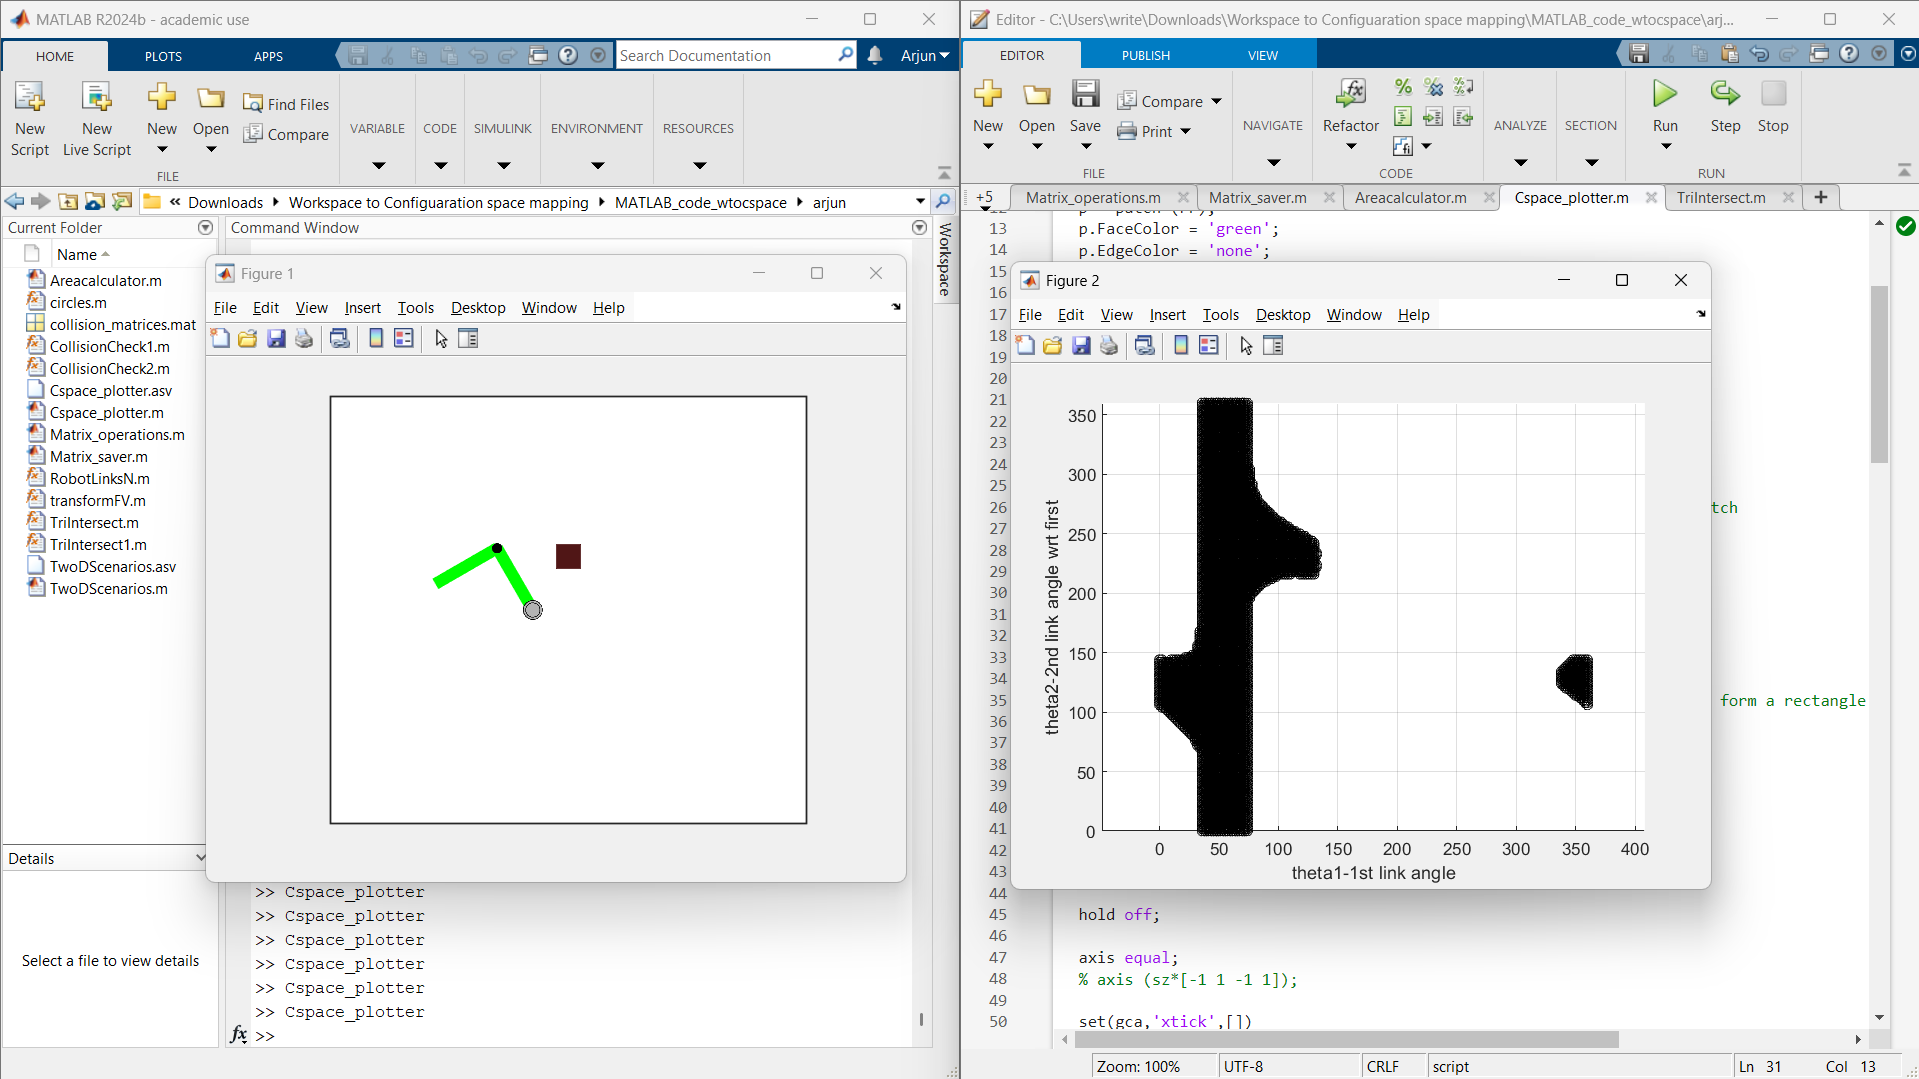 MATLAB R2024b - academic use
HOME PLOTS APPS Search Documentation Arjun
New Script New Live Script New Open Find Files Compare VARIABLE CODE SIMULINK ENVIRONMENT RESOURCES
FILE
« Downloads Workspace to Configuaration space mapping MATLAB_code_wtocspace arjun
Current Folder
Name
Areacalculator.m
circles.m
collision_matrices.mat
CollisionCheck1.m
CollisionCheck2.m
Cspace_plotter.asv
Cspace_plotter.m
Matrix_operations.m
Matrix_saver.m
RobotLinksN.m
transformFV.m
TriIntersect.m
TriIntersect1.m
TwoDScenarios.asv
TwoDScenarios.m
Details
Select a file to view details
Command Window
Workspace
Figure 1
File Edit View Insert Tools Desktop Window Help
>> Cspace_plotter
>> Cspace_plotter
>> Cspace_plotter
>> Cspace_plotter
>> Cspace_plotter
>> Cspace_plotter
fx >>
Editor - C:\Users\write\Downloads\Workspace to Configuaration space mapping\MATLAB_code_wtocspace\arj...
EDITOR PUBLISH VIEW
New Open Save Compare Print NAVIGATE Refactor fi ANALYZE SECTION Run Step Stop
FILE CODE RUN
+5 Matrix_operations.m Matrix_saver.m Areacalculator.m Cspace_plotter.m TriIntersect.m +
13 p.FaceColor = 'green';
14 p.EdgeColor = 'none';
15
16
17
18
19
20
21
22
23
24
25
26 tch
27
28
29
30
31
32
33
34
35 form a rectangle
36
37
38
39
40
41
42
43
44
45 hold off;
46
47 axis equal;
48 % axis (sz*[-1 1 -1 1]);
49
50 set(gca,'xtick',[])
Figure 2
File Edit View Insert Tools Desktop Window Help
theta2-2nd link angle wrt first
350
300
250
200
150
100
50
0
0 50 100 150 200 250 300 350 400
theta1-1st link angle
Zoom: 100% UTF-8 CRLF script Ln 31 Col 13